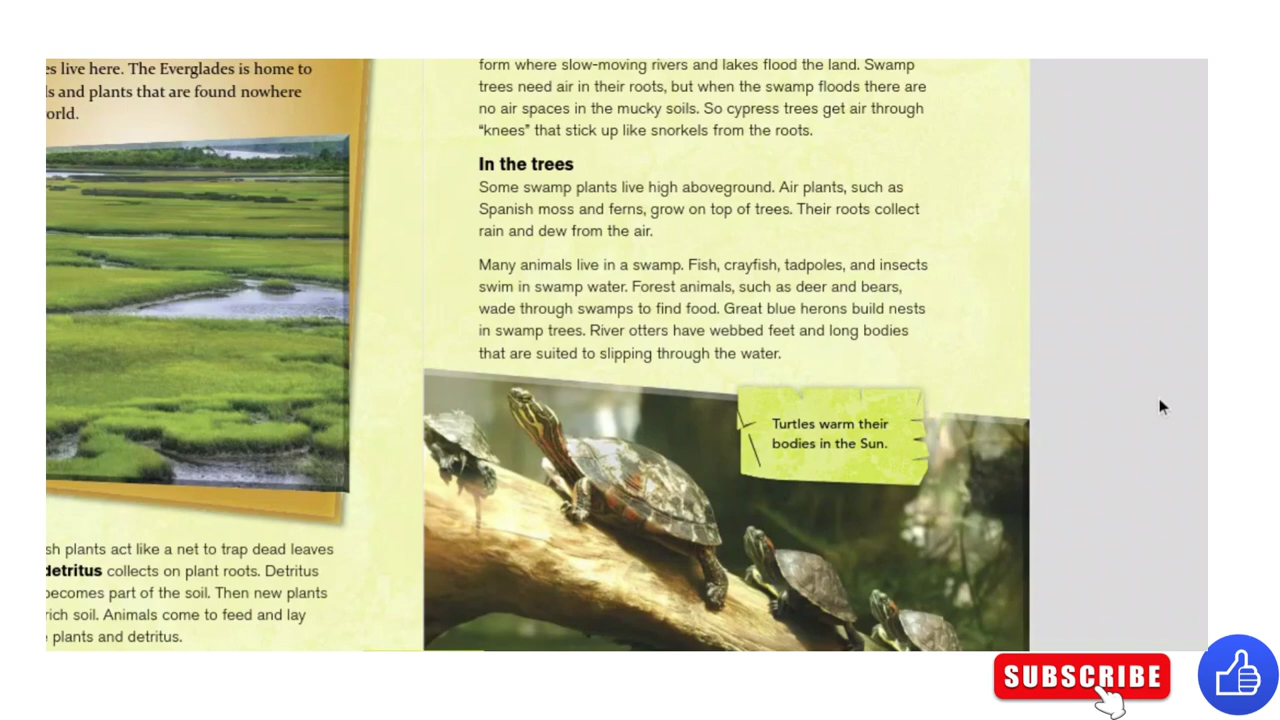 es live here. The Everglades is home to
ls and plants that are found nowhere
orld.
sh plants act like a net to trap dead leaves
detritus collects on plant roots. Detritus
becomes part of the soil. Then new plants
rich soil. Animals come to feed and lay
plants and detritus.
form where slow-moving rivers and lakes flood the land. Swamp
trees need air in their roots, but when the swamp floods there are
no air spaces in the mucky soils. So cypress trees get air through
“knees” that stick up like snorkels from the roots.
In the trees
Some swamp plants live high aboveground. Air plants, such as
Spanish moss and ferns, grow on top of trees. Their roots collect
rain and dew from the air.
Many animals live in a swamp. Fish, crayfish, tadpoles, and insects
swim in swamp water. Forest animals, such as deer and bears,
wade through swamps to find food. Great blue herons build nests
in swamp trees. River otters have webbed feet and long bodies
that are suited to slipping through the water.
Turtles warm their
bodies in the Sun.
SUBSCRIBE